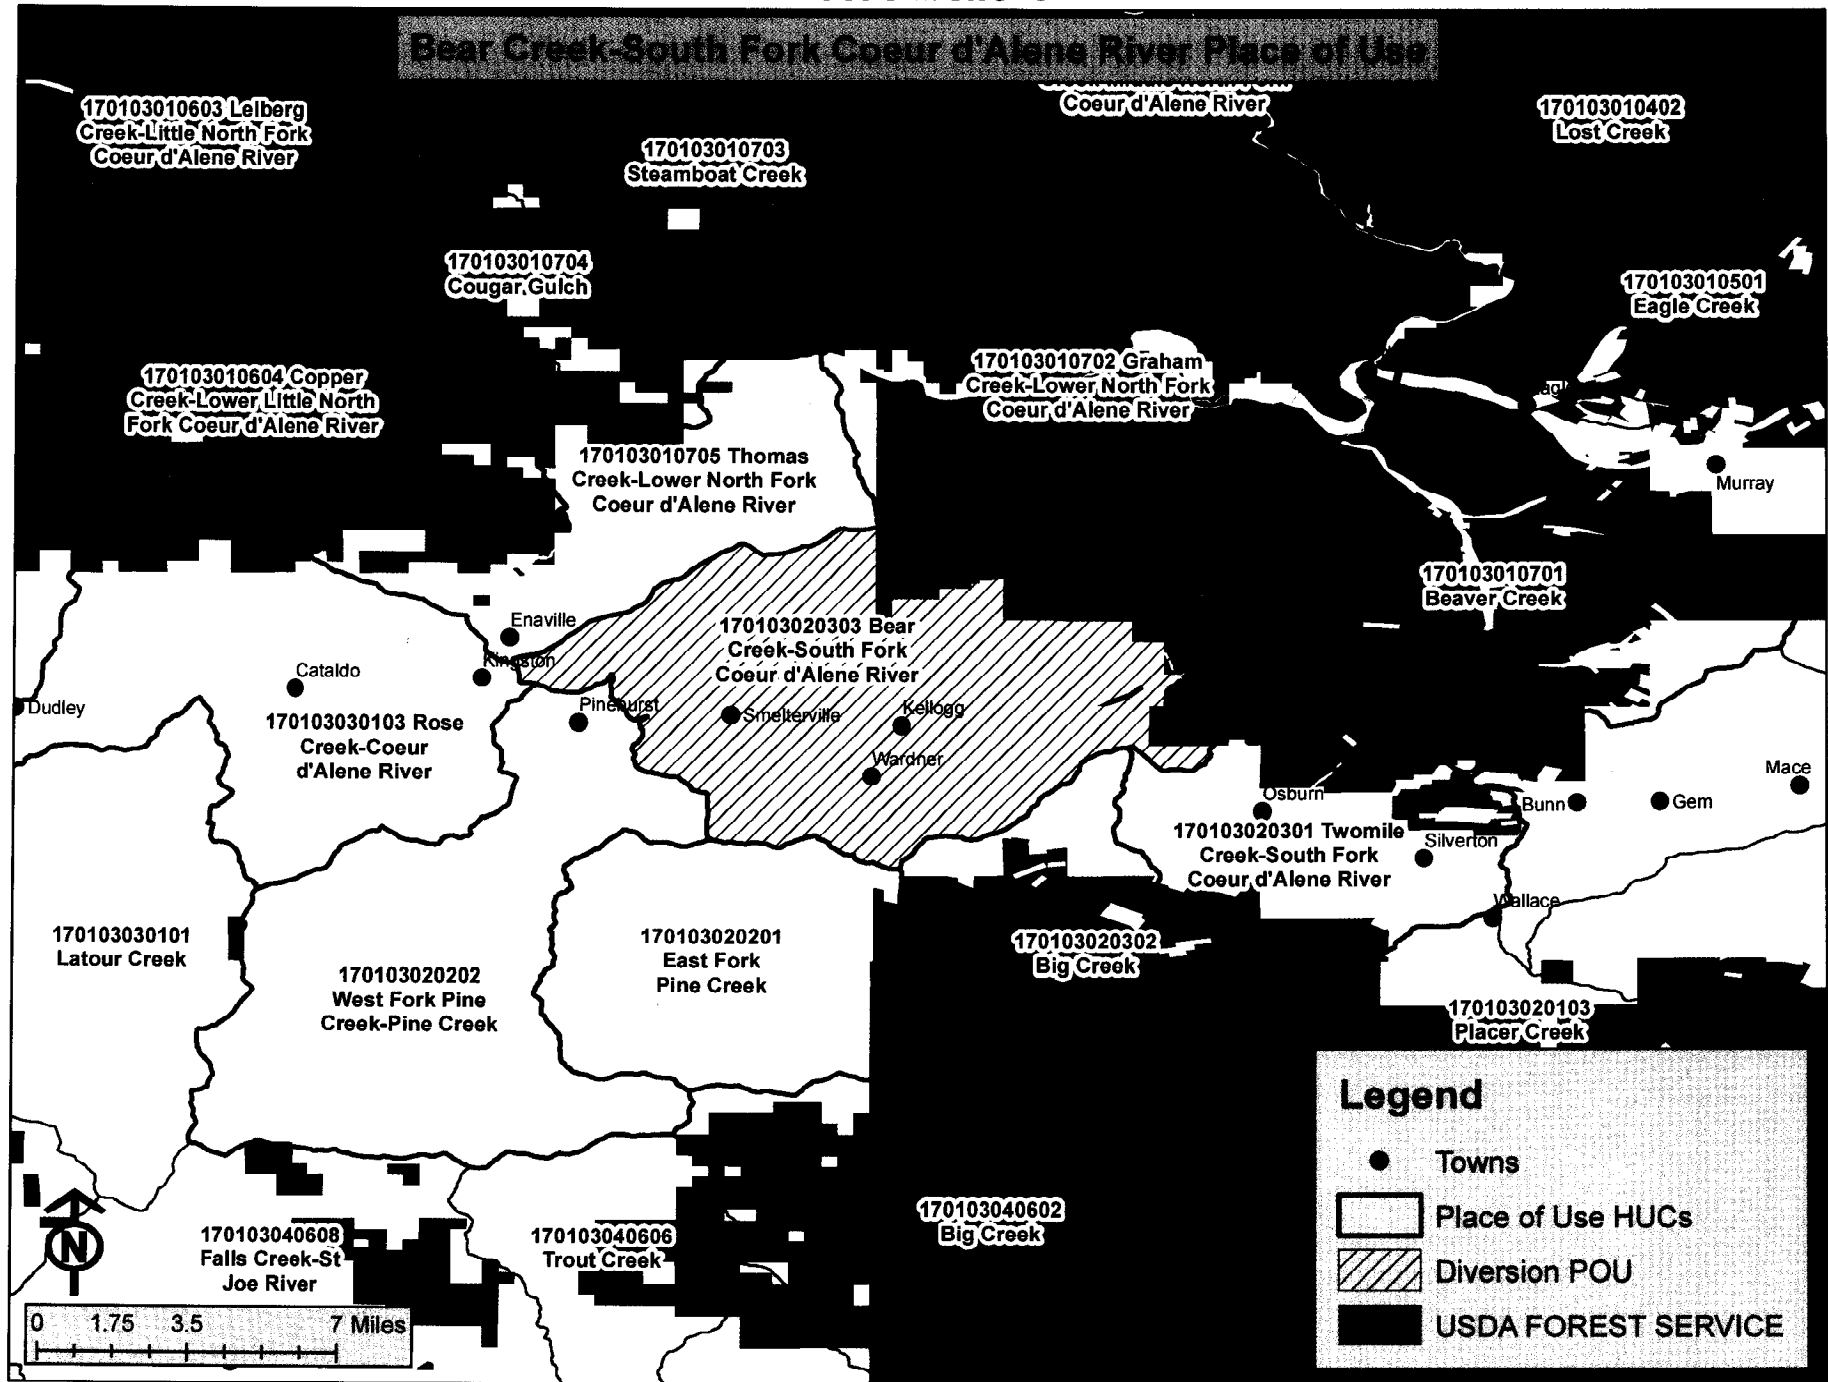 Bear Creek-South Fork Coeur d'Alene River Place of Use
170103010603 Leiberg
Creek-Little North Fork
Coeur d'Alene River
Coeur d'Alene River
170103010402
Lost Creek
170103010703
Steamboat Creek
170103010704
Cougar Gulch
170103010501
Eagle Creek
170103010604 Copper
Creek-Lower Little North
Fork Coeur d'Alene River
170103010702 Graham
Creek-Lower North Fork
Coeur d'Alene River
170103010705 Thomas
Creek-Lower North Fork
Coeur d'Alene River
Murray
170103010701
Beaver Creek
Enaville
Kingston
Cataldo
Dudley
170103020303 Bear
Creek-South Fork
Coeur d'Alene River
Pinehurst
Smelterville
Kellogg
Wardner
170103030103 Rose
Creek-Coeur
d'Alene River
Mace
Gem
Bunn
Osburn
170103020301 Twomile
Creek-South Fork
Coeur d'Alene River
Silverton
Wallace
170103030101
Latour Creek
170103020202
West Fork Pine
Creek-Pine Creek
170103020201
East Fork
Pine Creek
170103020302
Big Creek
170103020103
Placer Creek
170103040608
Falls Creek-St
Joe River
170103040606
Trout Creek
170103040602
Big Creek
N
0 1.75 3.5 7 Miles
Legend
Towns
Place of Use HUCs
Diversion POU
USDA FOREST SERVICE